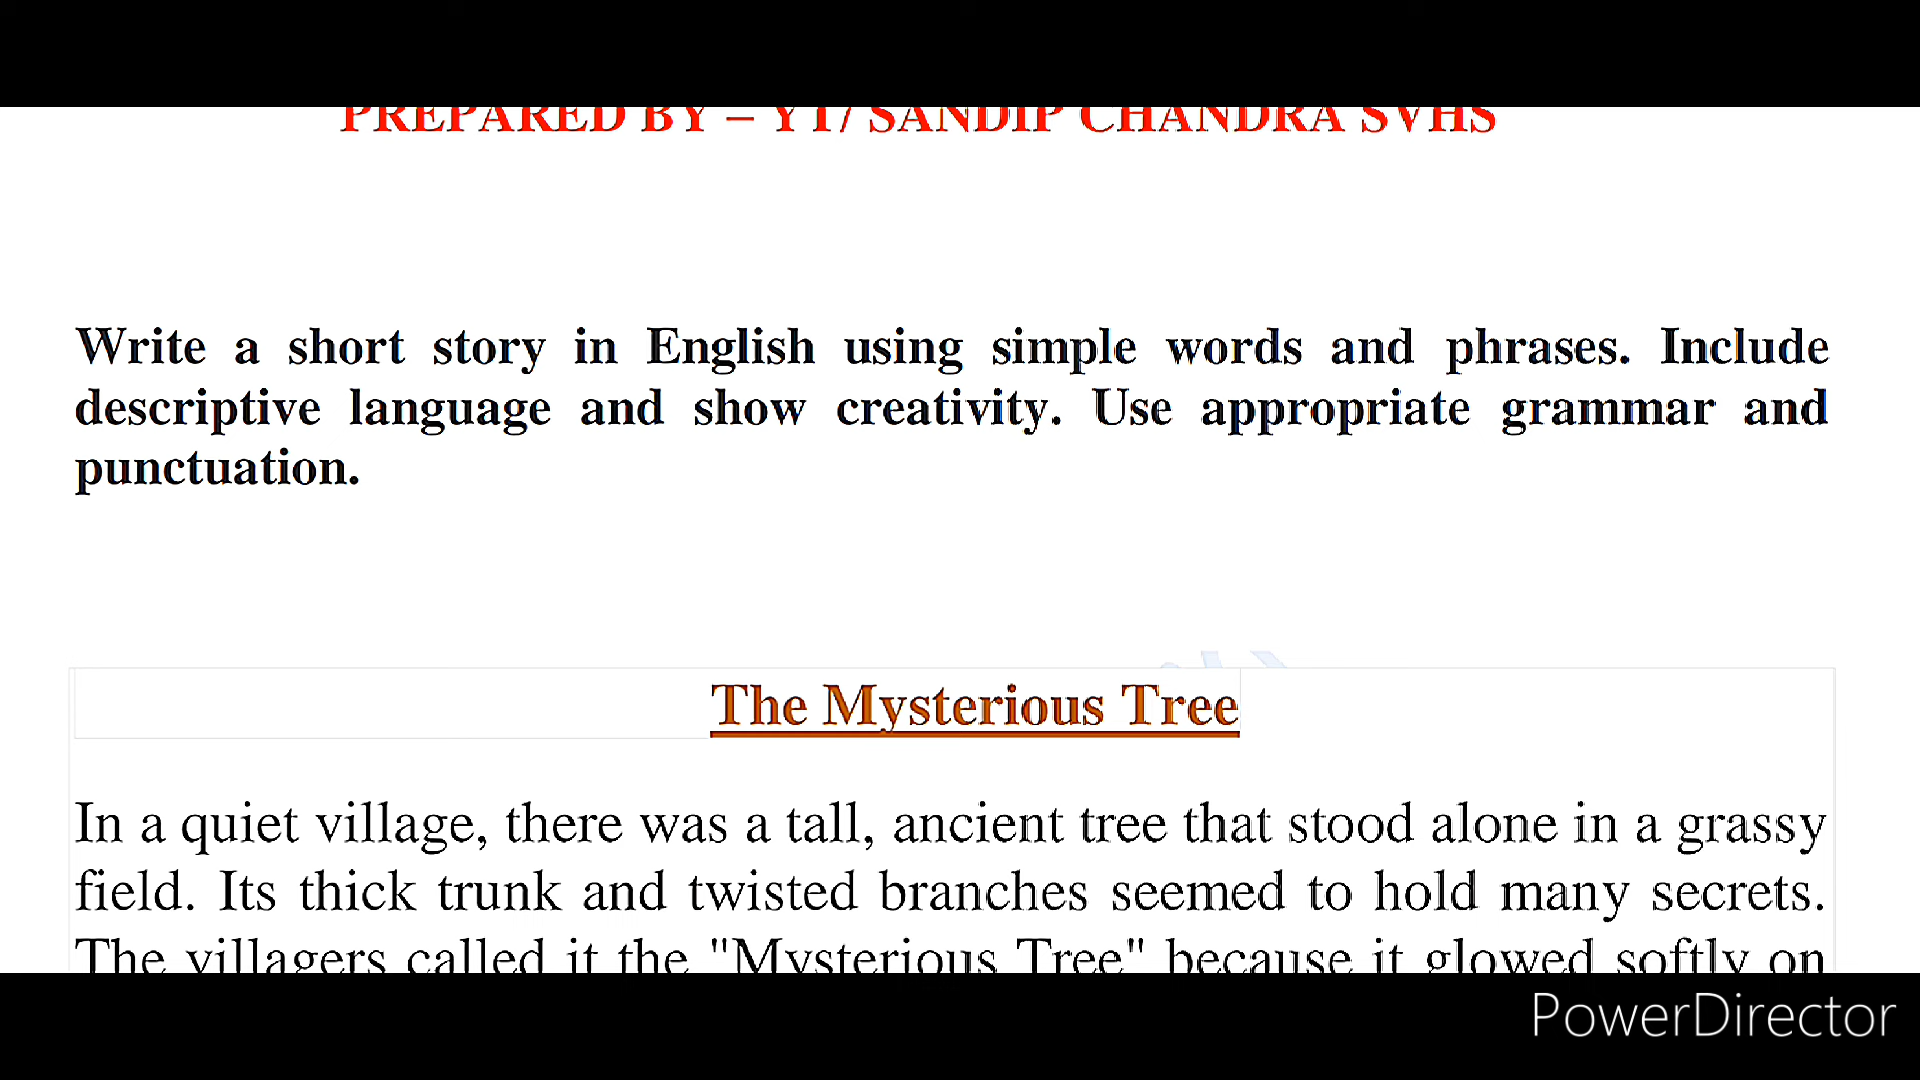 PREPARED BY – YT/ SANDIP CHANDRA SVHS
Write a short story in English using simple words and phrases. Include
descriptive language and show creativity. Use appropriate grammar and
punctuation.
The Mysterious Tree
In a quiet village, there was a tall, ancient tree that stood alone in a grassy
field. Its thick trunk and twisted branches seemed to hold many secrets.
The villagers called it the "Mysterious Tree" because it glowed softly on
PowerDirector